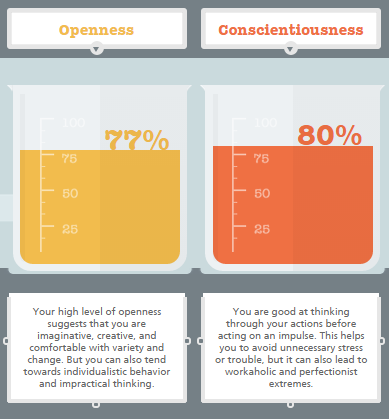 Openness
77%
100
75
50
25
Your high level of openness
suggests that you are
imaginative, creative, and
comfortable with variety and
change. But you can also tend
towards individualistic behavior
and impractical thinking.
Conscientiousness
80%
100
75
50
25
You are good at thinking
through your actions before
acting on an impulse. This helps
you to avoid unnecessary stress
or trouble, but it can also lead to
workaholic and perfectionist
extremes.